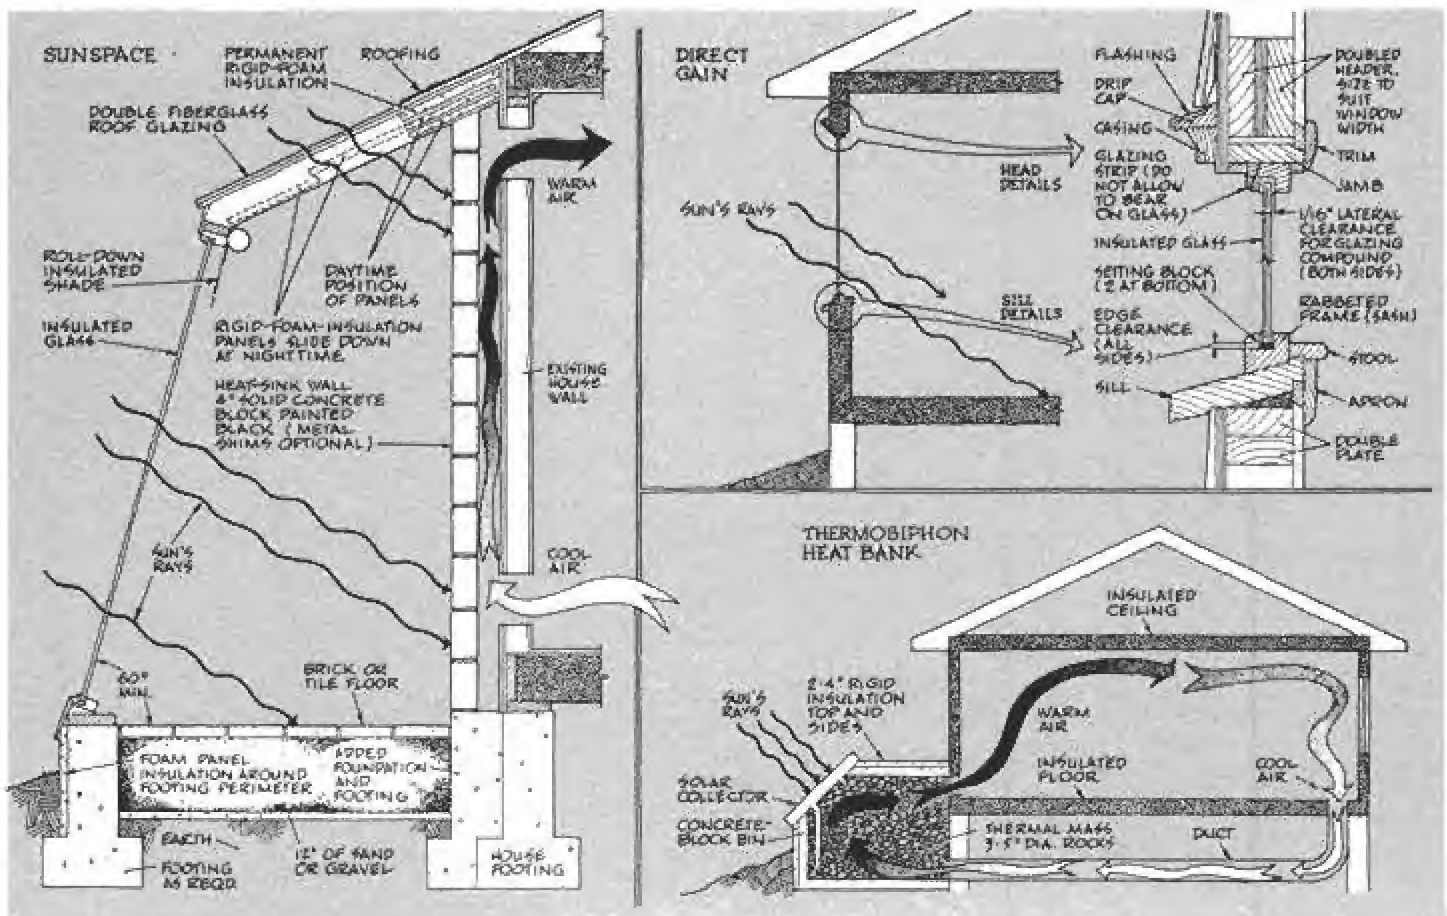 SUNSPACE
PERMANENT
RIGID-FOAM
INSULATION
ROOFING
DOUBLE FIBERGLASS
ROOF GLAZING
WARM
AIR
ROLL-DOWN
INSULATED
SHADE
DAYTIME
POSITION
OF PANELS
INSULATED
GLASS
RIGID-FOAM-INSULATION
PANELS SLIDE DOWN
AT NIGHTTIME
EXISTING
HOUSE
WALL
HEAT-SINK WALL
SOLID CONCRETE
BLOCK PAINTED
BLACK (METAL
SHIMS OPTIONAL)
SUN'S
RAYS
COOL
AIR
60°
MIN.
BRICK OR
TILE FLOOR
FOAM PANEL
INSULATION AROUND
FOOTING PERIMETER
ADDED
FOUNDATION
AND
FOOTING
EARTH
FOOTING
AS REQD.
12" OF SAND
OR GRAVEL
HOUSE
FOOTING
DIRECT
GAIN
HEAD
DETAILS
SUN'S RAYS
SILL
DETAILS
FLASHING
DRIP
CAP
CASING
GLAZING
STRIP (DO
NOT ALLOW
TO BEAR
ON GLASS)
INSULATED GLASS
SETTING BLOCK
(2 AT BOTTOM)
EDGE
CLEARANCE
(ALL
SIDES)
SILL
DOUBLED
HEADER,
SIZE TO
SUIT
WINDOW
WIDTH
TRIM
JAMB
1/16" LATERAL
CLEARANCE
FOR GLAZING
COMPOUND
(BOTH SIDES)
RABBETED
FRAME (SASH)
STOOL
APRON
DOUBLE
PLATE
THERMOSIPHON
HEAT BANK
INSULATED
CEILING
SUN'S
RAYS
2-4" RIGID
INSULATION
TOP AND
SIDES
WARM
AIR
SOLAR
COLLECTOR
INSULATED
FLOOR
COOL
AIR
CONCRETE-
BLOCK BIN
THERMAL MASS
3-5" DIA. ROCKS
DUCT